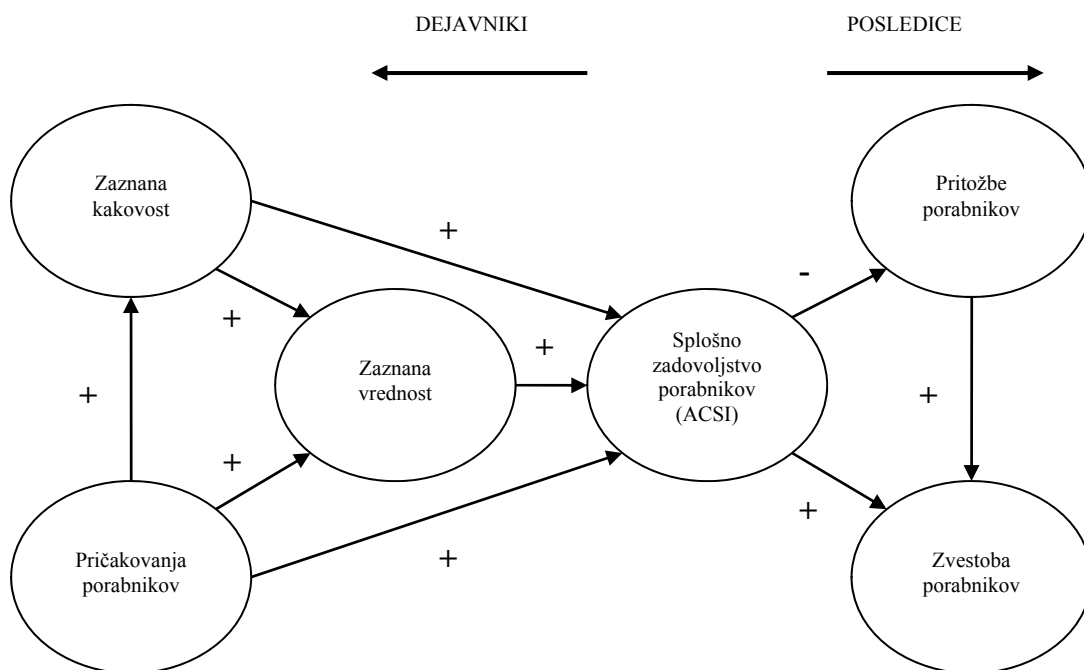 DEJAVNIKI
POSLEDICE
Zaznana
kakovost
Pritožbe
porabnikov
+
-
+
Zaznana
vrednost
+
Splošno
zadovoljstvo
porabnikov
(ACSI)
+
+
+
Pričakovanja
porabnikov
+
+
Zvestoba
porabnikov